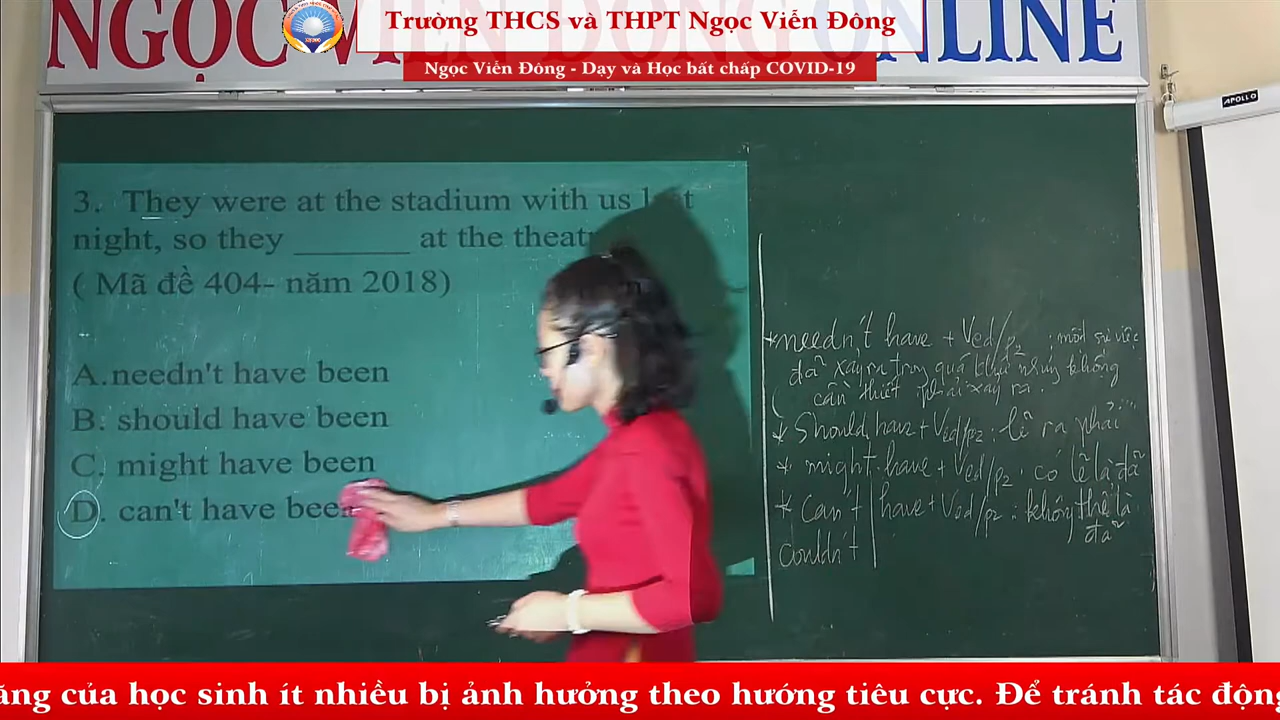 NGỌC VIỄN ĐÔNG ONLINE
Trường THCS và THPT Ngọc Viễn Đông
Ngọc Viễn Đông - Dạy và Học bất chấp COVID-19
APOLLO
3. They were at the stadium with us
night, so they ______ at the
( Mã đề 404- năm 2018)
A.needn't have been
B. should have been
C. might have been
D. can't have been
*needn't have + Ved/p2 : một sự việc
đã xảy ra trong quá khứ nhưng không
cần thiết phải xảy ra
* Should have + Ved/p2 : lẽ ra phải ...
* might have + Ved/p2 : có lẽ là đã
* Can't have + Ved/p2 : không thể là
đã
Couldn't
của học sinh ít nhiều bị ảnh hưởng theo hướng tiêu cực. Để tránh tác động